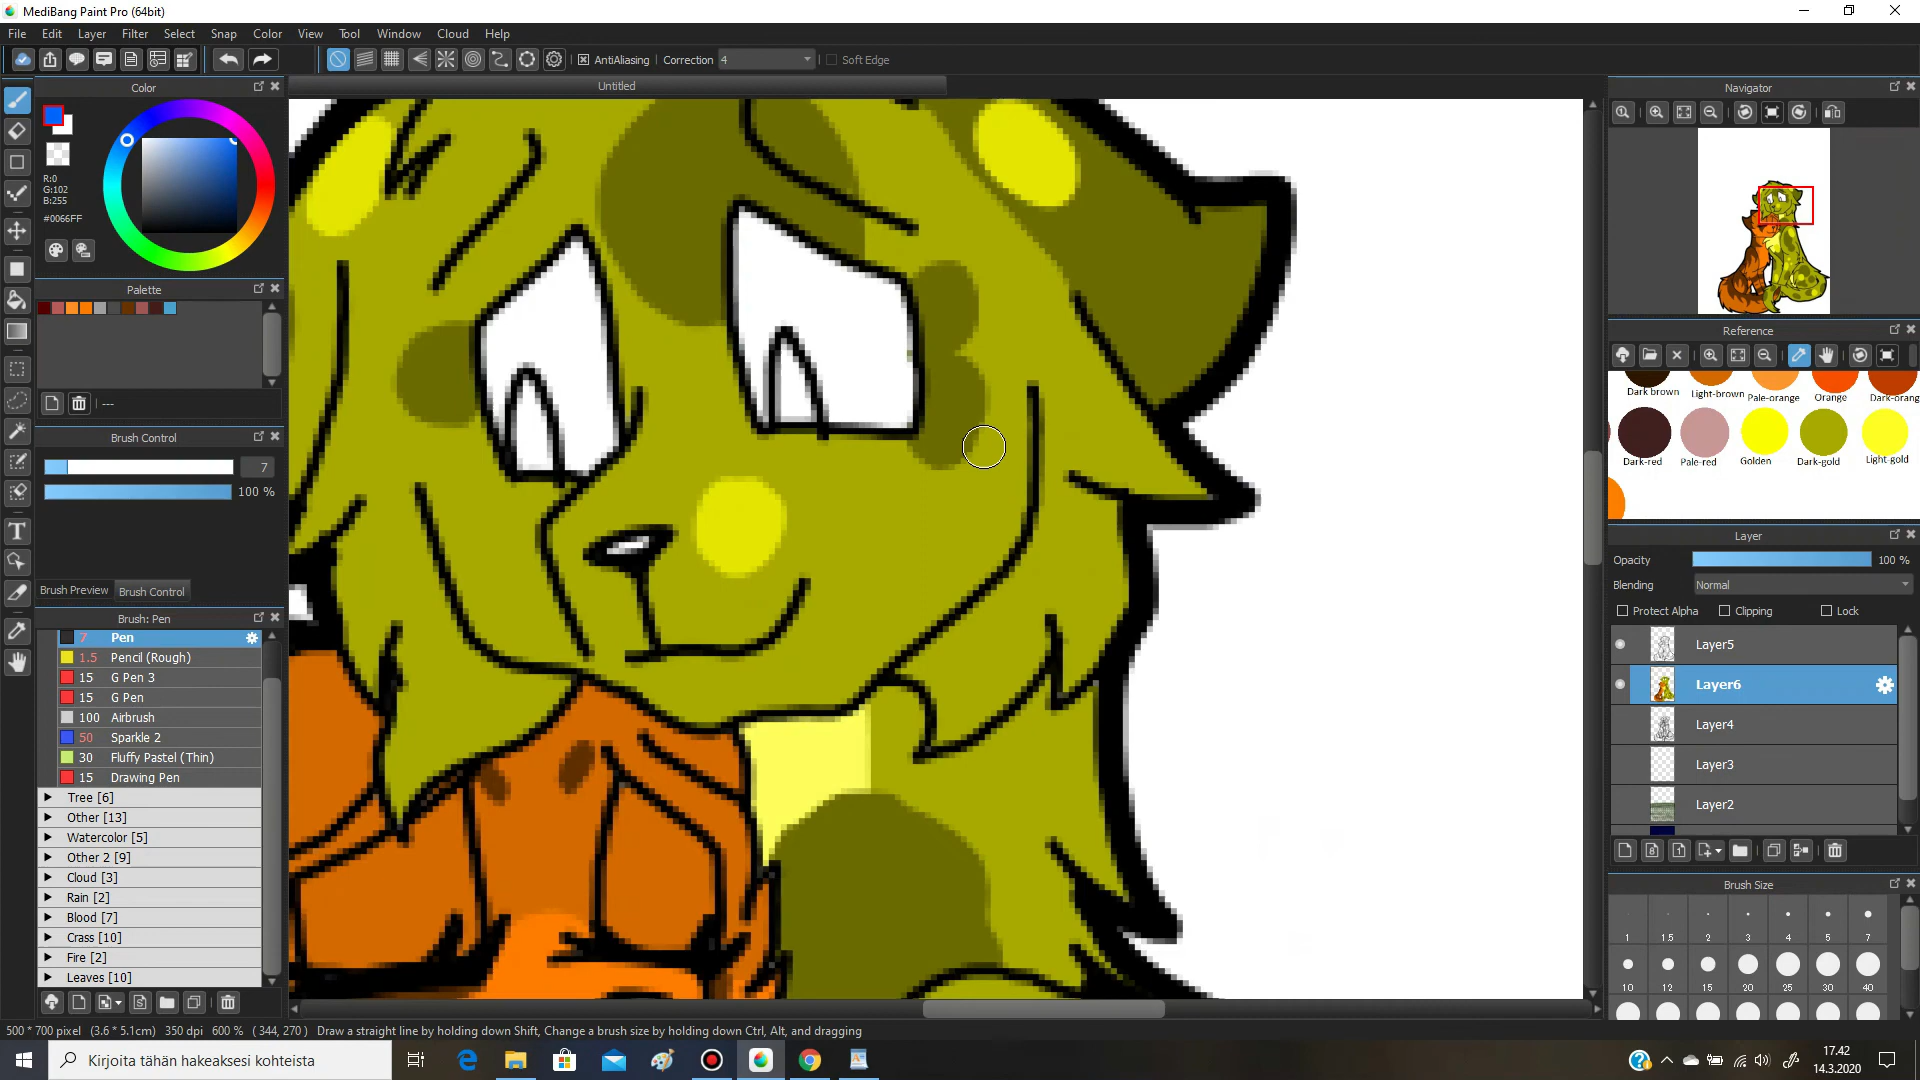 MediBang Paint Pro (64bit)
File Edit Layer Filter Select Snap Color View Tool Window Cloud Help
AntiAliasing Correction 4 Soft Edge
Untitled
Color
R:0
G:102
B:255
#0066FF
Palette
---
Brush Control
7
100 %
Brush Preview Brush Control
Brush: Pen
7 Pen
1.5 Pencil (Rough)
15 G Pen 3
15 G Pen
100 Airbrush
50 Sparkle 2
30 Fluffy Pastel (Thin)
15 Drawing Pen
Tree [6]
Other [13]
Watercolor [5]
Other 2 [9]
Cloud [3]
Rain [2]
Blood [7]
Crass [10]
Fire [2]
Leaves [10]
Navigator
Reference
Dark brown Light-brown Pale-orange Orange Dark-orang
Dark-red Pale-red Golden Dark-gold Light-gold
Layer
Opacity 100 %
Blending Normal
Protect Alpha Clipping Lock
Layer5
Layer6
Layer4
Layer3
Layer2
Brush Size
1 1.5 2 3 4 5 7
10 12 15 20 25 30 40
500 * 700 pixel (3.6 * 5.1cm) 350 dpi 600 % ( 344, 270 ) Draw a straight line by holding down Shift, Change a brush size by holding down Ctrl, Alt, and dragging
Kirjoita tähän hakeaksesi kohteista
17.42
14.3.2020